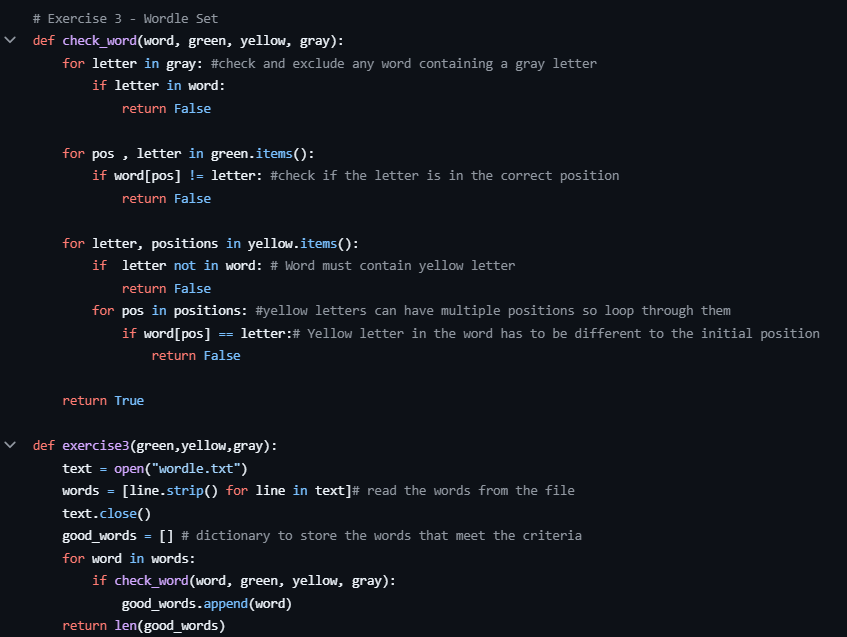 # Exercise 3 - Wordle Set
def check_word(word, green, yellow, gray):
    for letter in gray: #check and exclude any word containing a gray letter
        if letter in word:
            return False

    for pos , letter in green.items():
        if word[pos] != letter: #check if the letter is in the correct position
            return False

    for letter, positions in yellow.items():
        if  letter not in word: # Word must contain yellow letter
            return False
        for pos in positions: #yellow letters can have multiple positions so loop through them
            if word[pos] == letter:# Yellow letter in the word has to be different to the initial position
                return False

    return True

def exercise3(green,yellow,gray):
    text = open("wordle.txt")
    words = [line.strip() for line in text]# read the words from the file
    text.close()
    good_words = [] # dictionary to store the words that meet the criteria
    for word in words:
        if check_word(word, green, yellow, gray):
            good_words.append(word)
    return len(good_words)